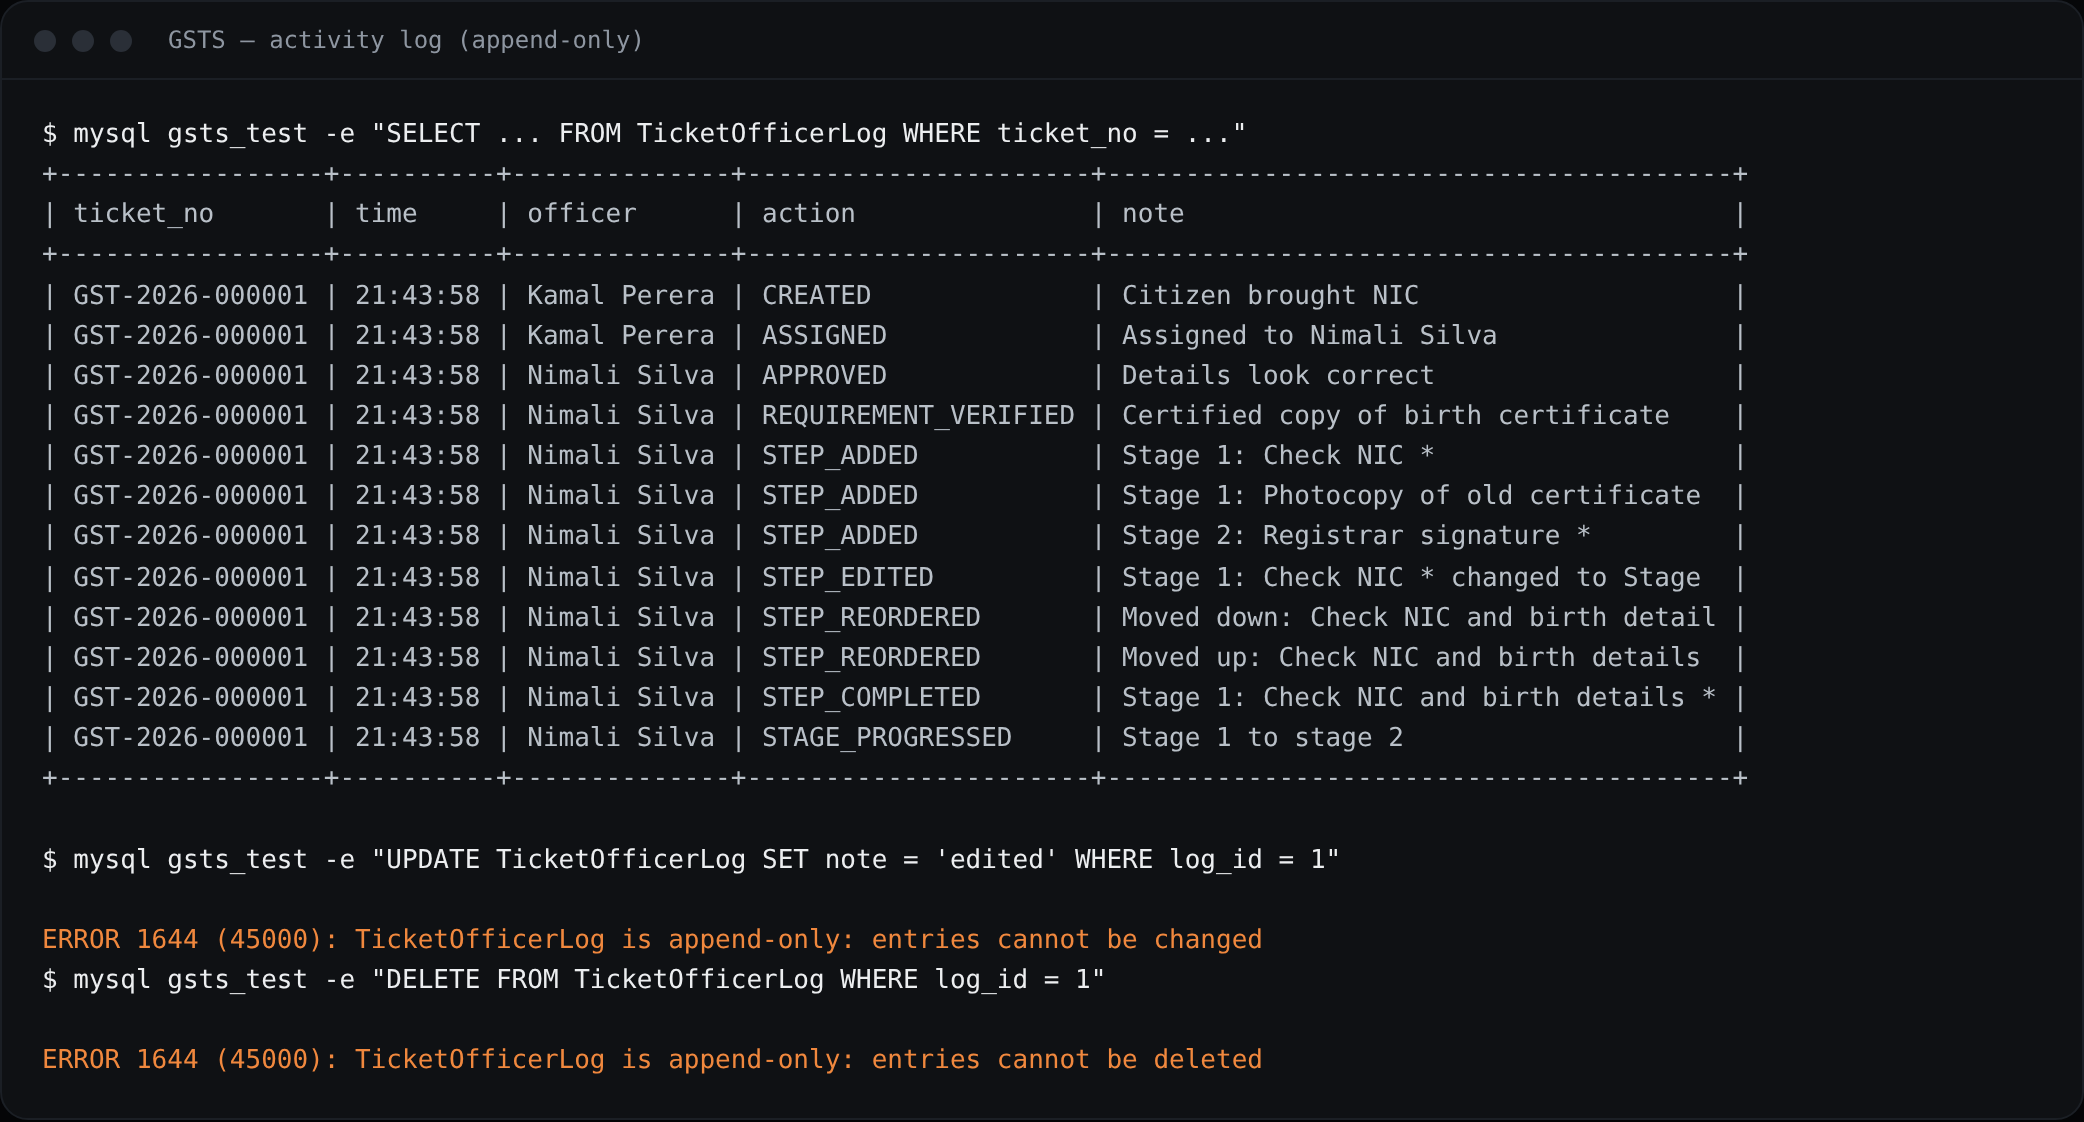 GSTS — activity log (append-only)
$ mysql gsts_test -e "SELECT ... FROM TicketOfficerLog WHERE ticket_no = ..."
+-----------------+----------+--------------+----------------------+----------------------------------------+
| ticket_no       | time     | officer      | action               | note                                   |
+-----------------+----------+--------------+----------------------+----------------------------------------+
| GST-2026-000001 | 21:43:58 | Kamal Perera | CREATED              | Citizen brought NIC                    |
| GST-2026-000001 | 21:43:58 | Kamal Perera | ASSIGNED             | Assigned to Nimali Silva               |
| GST-2026-000001 | 21:43:58 | Nimali Silva | APPROVED             | Details look correct                   |
| GST-2026-000001 | 21:43:58 | Nimali Silva | REQUIREMENT_VERIFIED | Certified copy of birth certificate    |
| GST-2026-000001 | 21:43:58 | Nimali Silva | STEP_ADDED           | Stage 1: Check NIC *                   |
| GST-2026-000001 | 21:43:58 | Nimali Silva | STEP_ADDED           | Stage 1: Photocopy of old certificate  |
| GST-2026-000001 | 21:43:58 | Nimali Silva | STEP_ADDED           | Stage 2: Registrar signature *         |
| GST-2026-000001 | 21:43:58 | Nimali Silva | STEP_EDITED          | Stage 1: Check NIC * changed to Stage  |
| GST-2026-000001 | 21:43:58 | Nimali Silva | STEP_REORDERED       | Moved down: Check NIC and birth detail |
| GST-2026-000001 | 21:43:58 | Nimali Silva | STEP_REORDERED       | Moved up: Check NIC and birth details  |
| GST-2026-000001 | 21:43:58 | Nimali Silva | STEP_COMPLETED       | Stage 1: Check NIC and birth details * |
| GST-2026-000001 | 21:43:58 | Nimali Silva | STAGE_PROGRESSED     | Stage 1 to stage 2                     |
+-----------------+----------+--------------+----------------------+----------------------------------------+
$ mysql gsts_test -e "UPDATE TicketOfficerLog SET note = 'edited' WHERE log_id = 1"
ERROR 1644 (45000): TicketOfficerLog is append-only: entries cannot be changed
$ mysql gsts_test -e "DELETE FROM TicketOfficerLog WHERE log_id = 1"
ERROR 1644 (45000): TicketOfficerLog is append-only: entries cannot be deleted